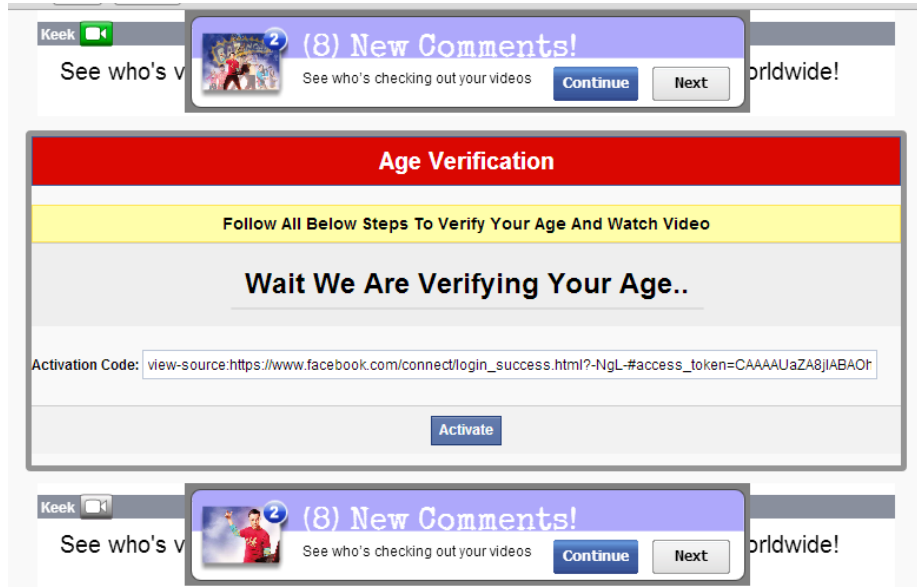 Keek
2
(8) New Comments!
See who's v
See who's checking out your videos
Continue
Next
orldwide!
Age Verification
Follow All Below Steps To Verify Your Age And Watch Video
Wait We Are Verifying Your Age..
Activation Code: view-source:https://www.facebook.com/connect/login_success.html?-NgL-#access_token=CAAAAUaZA8jlABAOh
Activate
Keek
2
(8) New Comments!
See who's v
See who's checking out your videos
Continue
Next
orldwide!